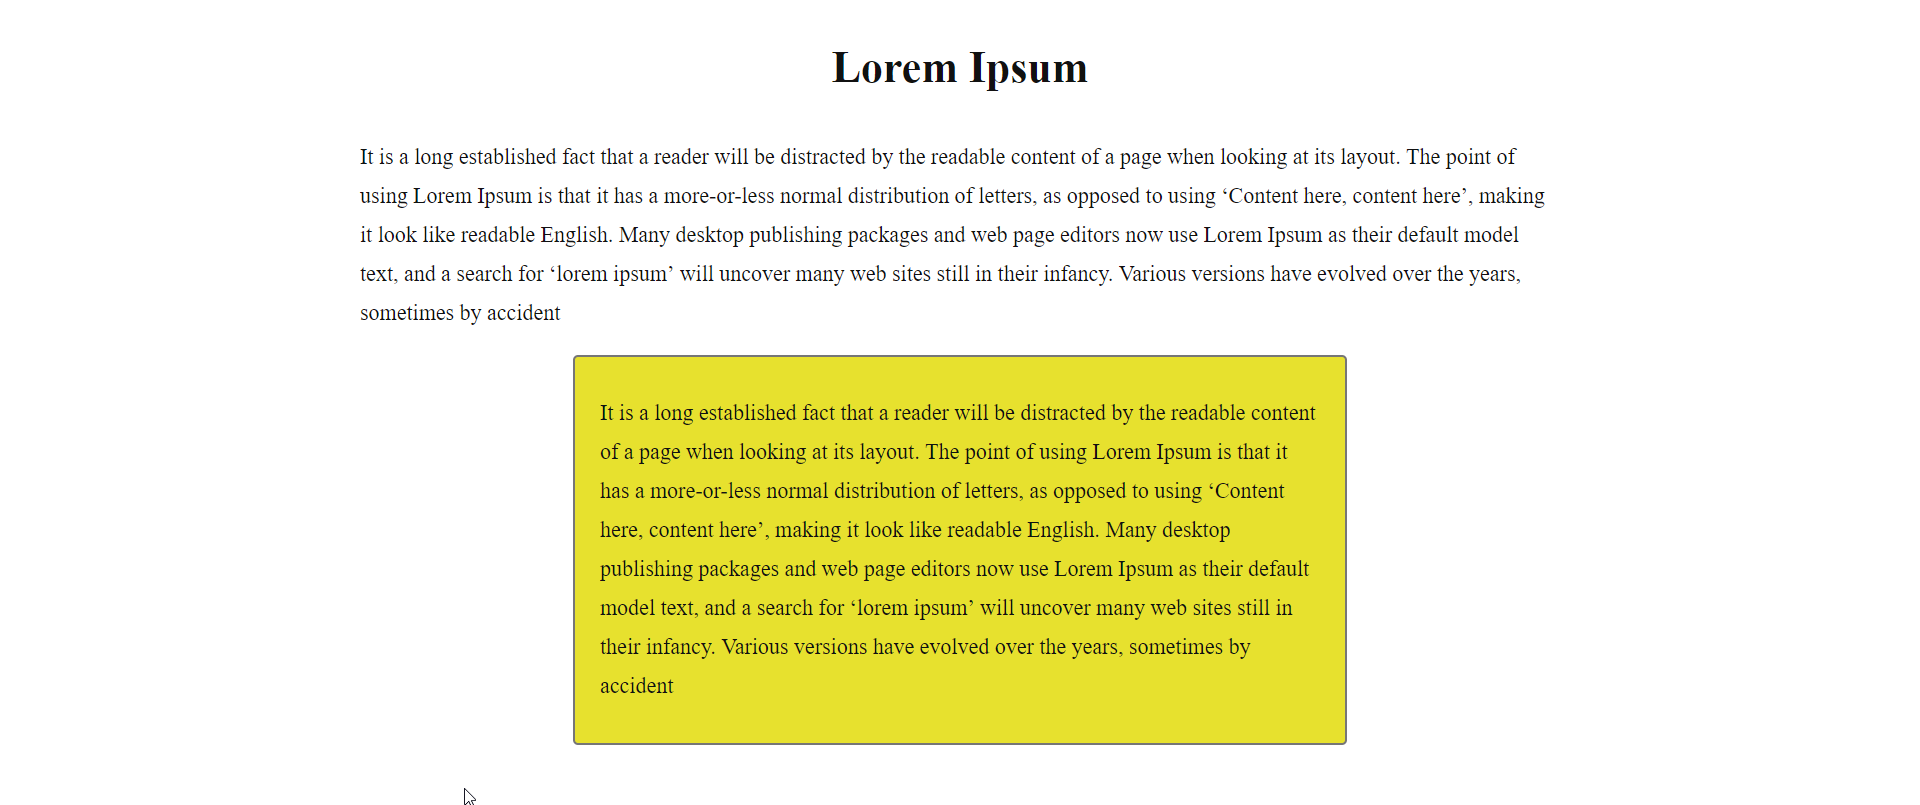 Lorem Ipsum
It is a long established fact that a reader will be distracted by the readable content of a page when looking at its layout. The point of
using Lorem Ipsum is that it has a more-or-less normal distribution of letters, as opposed to using ‘Content here, content here’, making
it look like readable English. Many desktop publishing packages and web page editors now use Lorem Ipsum as their default model
text, and a search for ‘lorem ipsum’ will uncover many web sites still in their infancy. Various versions have evolved over the years,
sometimes by accident
It is a long established fact that a reader will be distracted by the readable content
of a page when looking at its layout. The point of using Lorem Ipsum is that it
has a more-or-less normal distribution of letters, as opposed to using ‘Content
here, content here’, making it look like readable English. Many desktop
publishing packages and web page editors now use Lorem Ipsum as their default
model text, and a search for ‘lorem ipsum’ will uncover many web sites still in
their infancy. Various versions have evolved over the years, sometimes by
accident